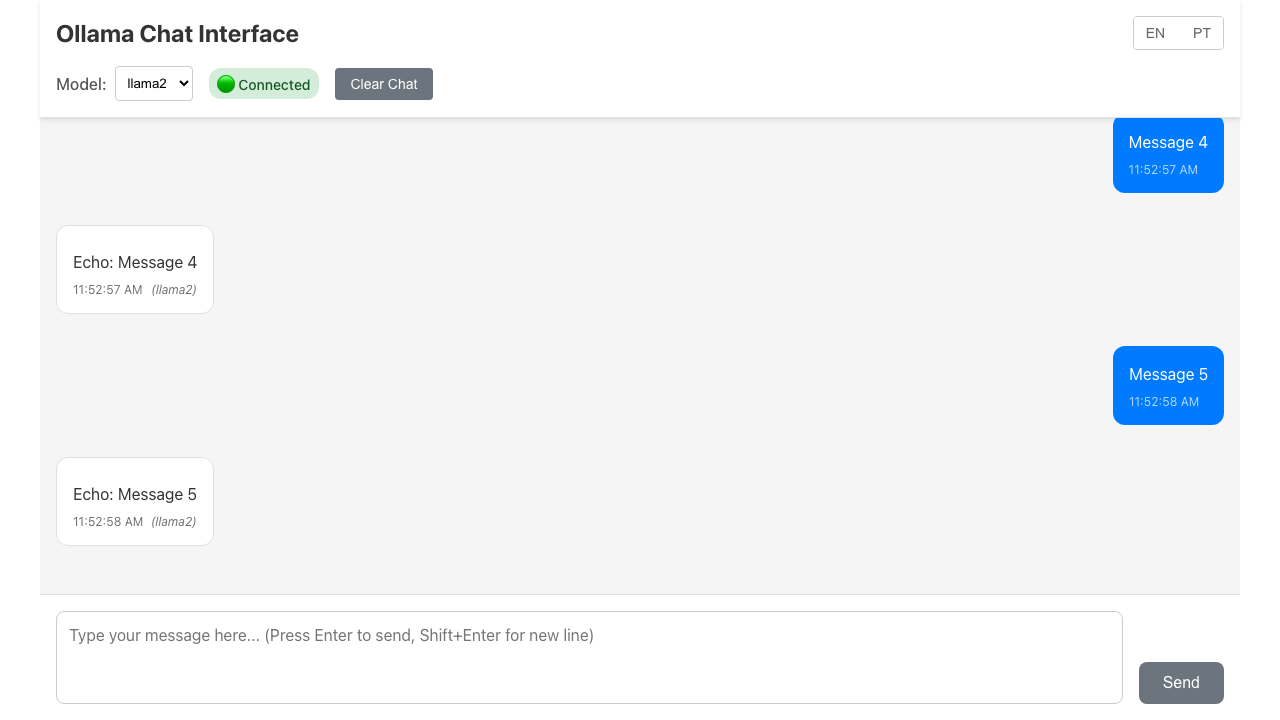 Ollama Chat Interface
EN PT
Model: llama2 Connected Clear Chat
Message 4
11:52:57 AM
Echo: Message 4
11:52:57 AM (llama2)
Message 5
11:52:58 AM
Echo: Message 5
11:52:58 AM (llama2)
Type your message here... (Press Enter to send, Shift+Enter for new line)
Send